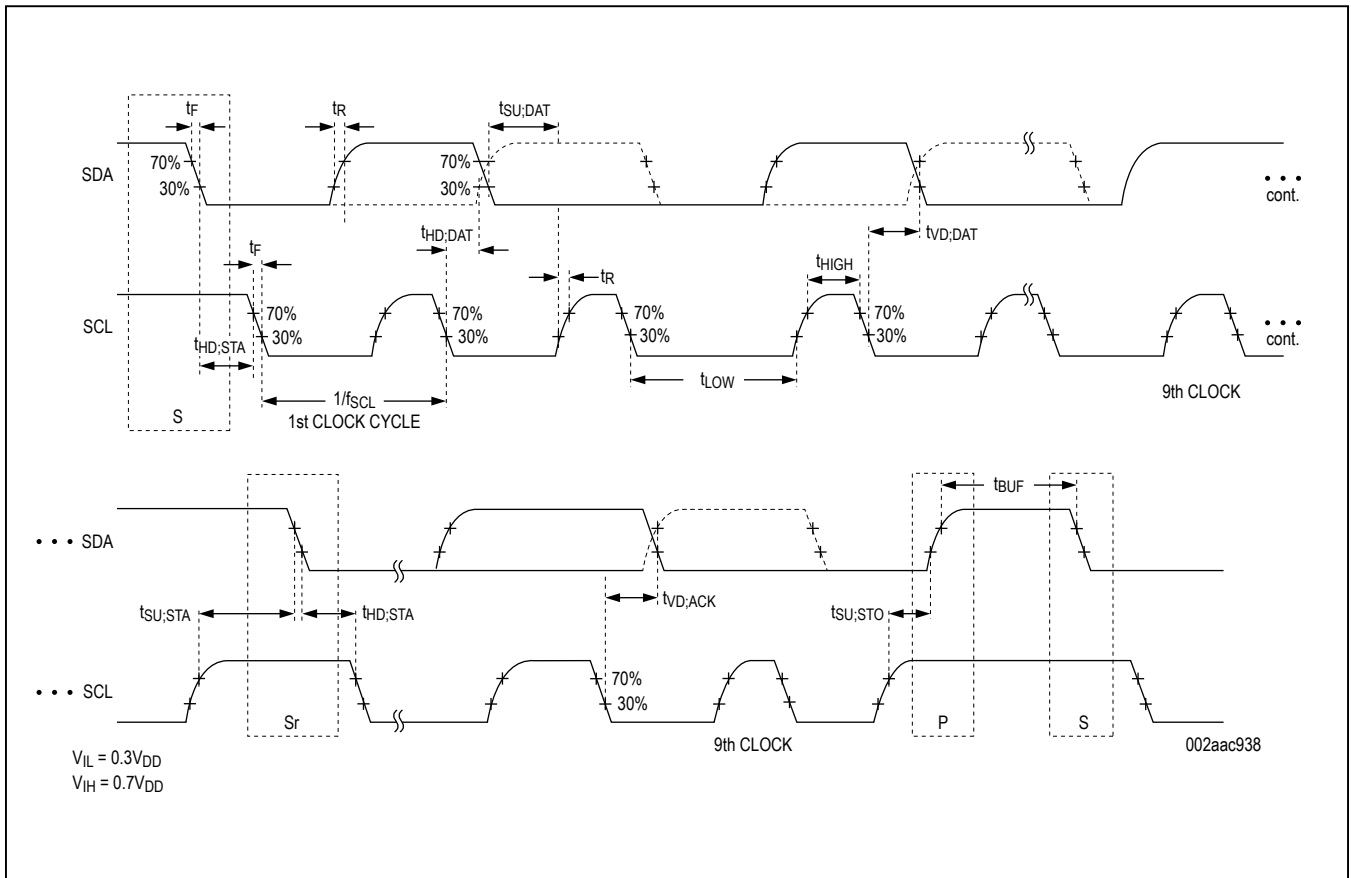 tF
tR
tSU;DAT
70%
30%
70%
30%
SDA
• • •
cont.
tHD;DAT
tVD;DAT
tF
tR
tHIGH
70%
30%
70%
30%
70%
30%
70%
30%
SCL
• • •
cont.
tHD;STA
tLOW
1/fSCL
9th CLOCK
S
1st CLOCK CYCLE
tBUF
• • • SDA
tSU;STA
tHD;STA
tVD;ACK
tSU;STO
70%
30%
• • • SCL
Sr
P
S
9th CLOCK
002aac938
VIL = 0.3VDD
VIH = 0.7VDD